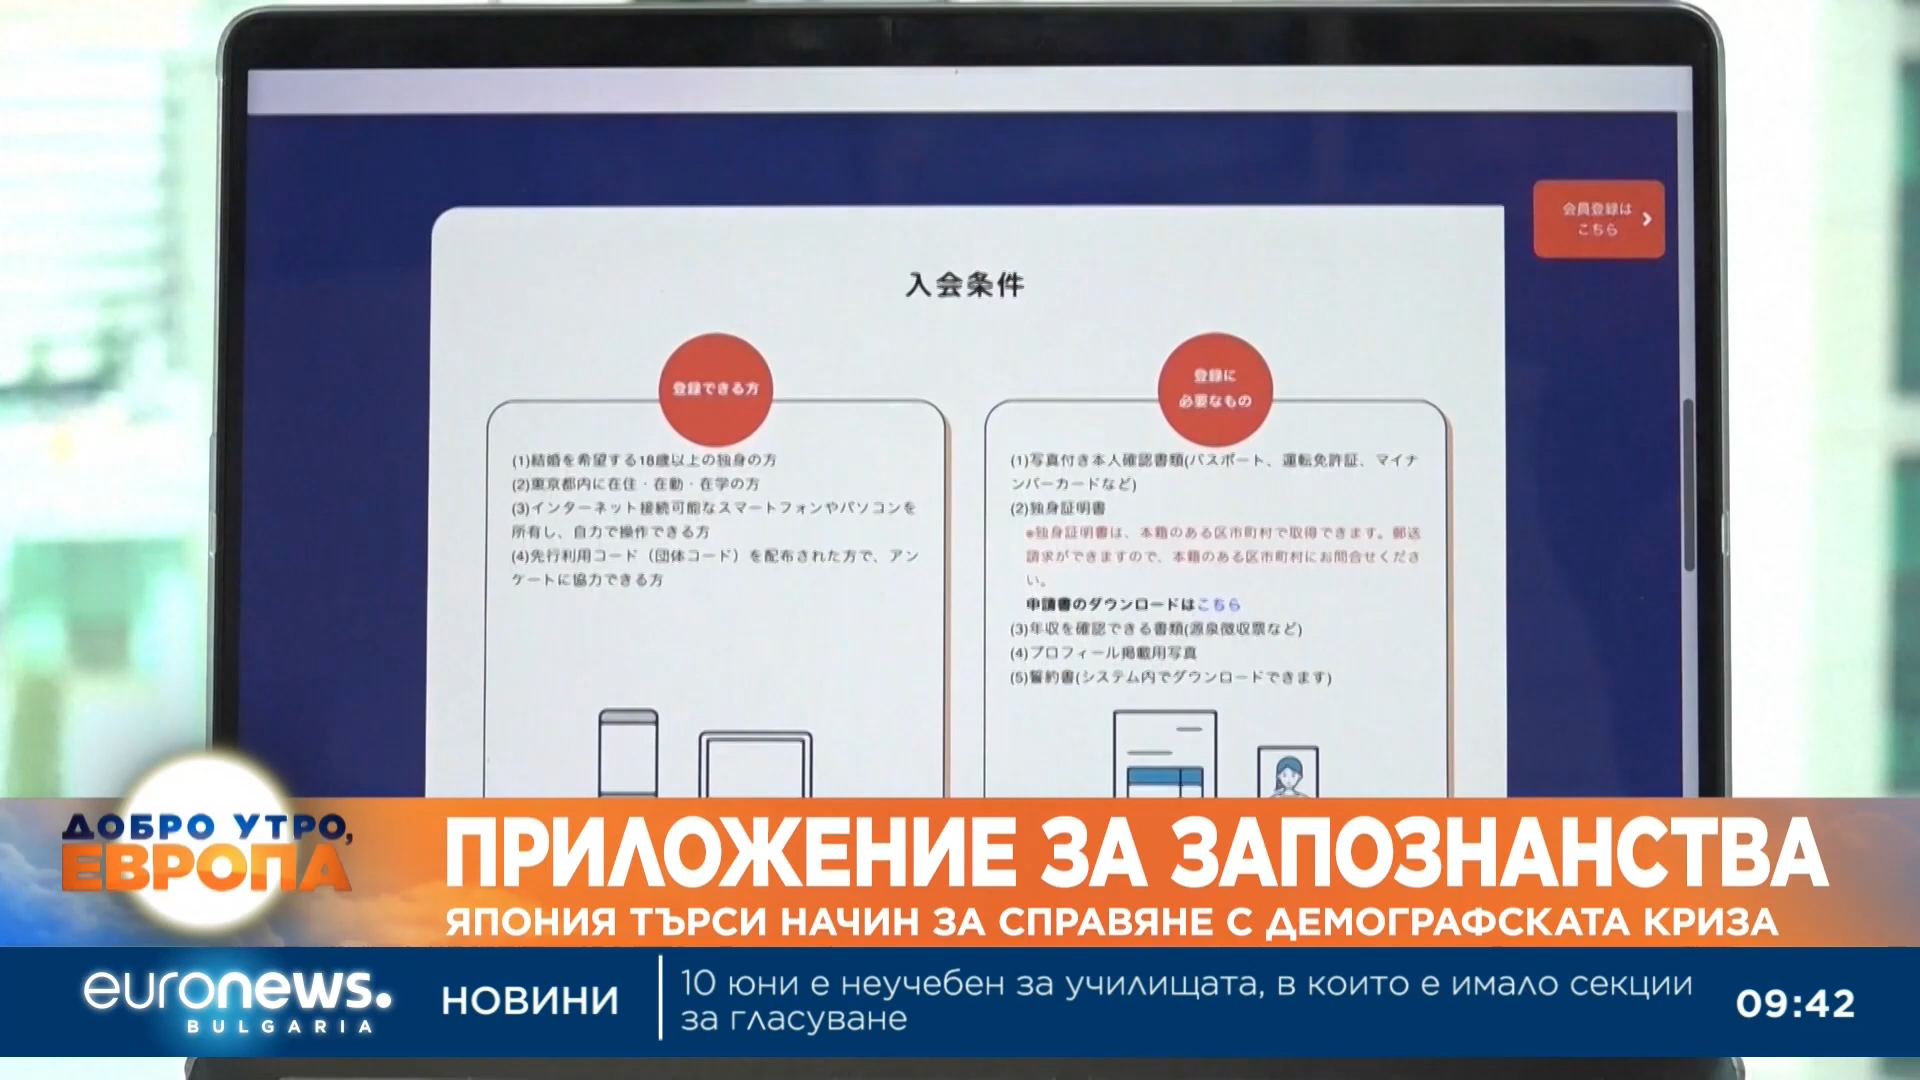 会員登録は
こちら
入会条件
登録できる方
登録に
必要なもの
(1)結婚を希望する18歳以上の独身の方
(2)東京都内に在住・在勤・在学の方
(3)インターネット接続可能なスマートフォンやパソコンを
所有し、自力で操作できる方
(4)先行利用コード（団体コード）を配布された方で、アン
ケートに協力できる方
(1)写真付き本人確認書類(パスポート、運転免許証、マイナ
ンバーカードなど)
(2)独身証明書
※独身証明書は、本籍のある区市町村で取得できます。郵送
請求ができますので、本籍のある区市町村にお問合せくださ
い。
申請書のダウンロードはこちら
(3)年収を確認できる書類(源泉徴収票など)
(4)プロフィール掲載用写真
(5)誓約書(システム内でダウンロードできます)
ДОБРО УТРО,
ЕВРОПА
ПРИЛОЖЕНИЕ ЗА ЗАПОЗНАНСТВА
ЯПОНИЯ ТЪРСИ НАЧИН ЗА СПРАВЯНЕ С ДЕМОГРАФСКАТА КРИЗА
euronews.
BULGARIA
НОВИНИ
10 юни е неучебен за училищата, в които е имало секции
за гласуване
09:42